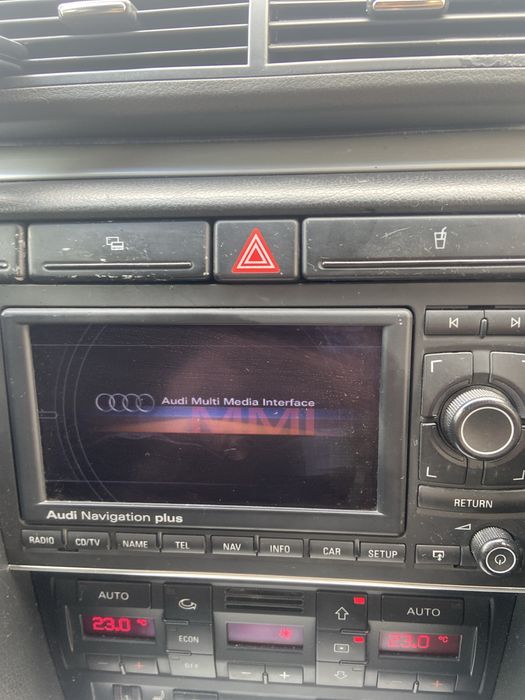 Audi Multi Media Interface
MMI
Audi Navigation plus
RETURN
RADIO CD/TV NAME TEL NAV INFO CAR SETUP
AUTO AUTO
23.0 °C 23.0 °C
ECON
OFF